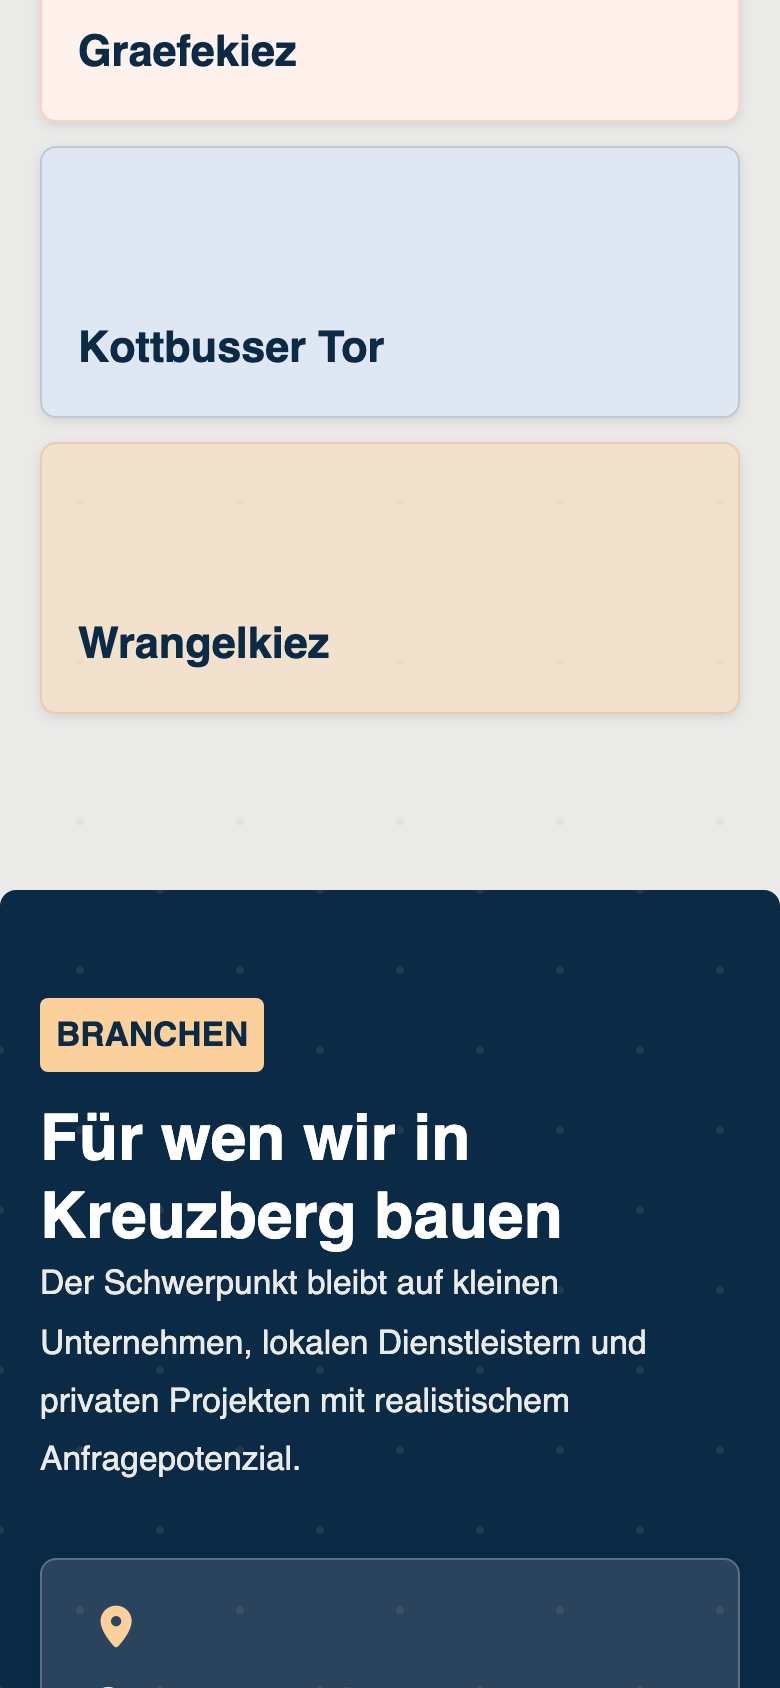 Graefekiez
Kottbusser Tor
Wrangelkiez
BRANCHEN
Für wen wir in
Kreuzberg bauen
Der Schwerpunkt bleibt auf kleinen
Unternehmen, lokalen Dienstleistern und
privaten Projekten mit realistischem
Anfragepotenzial.